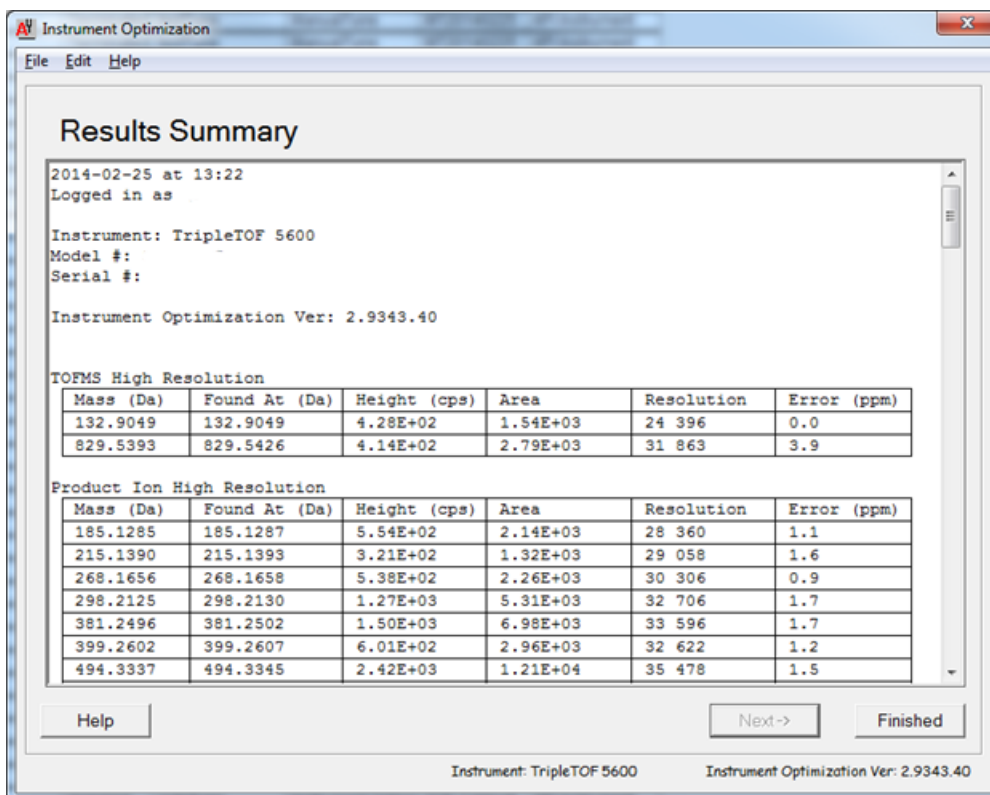 Instrument Optimization
File Edit Help
Results Summary
2014-02-25 at 13:22
Logged in as
Instrument: TripleTOF 5600
Model #:
Serial #:
Instrument Optimization Ver: 2.9343.40
TOFMS High Resolution
Mass (Da) Found At (Da) Height (cps) Area Resolution Error (ppm)
132.9049 132.9049 4.28E+02 1.54E+03 24 396 0.0
829.5393 829.5426 4.14E+02 2.79E+03 31 863 3.9
Product Ion High Resolution
Mass (Da) Found At (Da) Height (cps) Area Resolution Error (ppm)
185.1285 185.1287 5.54E+02 2.14E+03 28 360 1.1
215.1390 215.1393 3.21E+02 1.32E+03 29 058 1.6
268.1656 268.1658 5.38E+02 2.26E+03 30 306 0.9
298.2125 298.2130 1.27E+03 5.31E+03 32 706 1.7
381.2496 381.2502 1.50E+03 6.98E+03 33 596 1.7
399.2602 399.2607 6.01E+02 2.96E+03 32 622 1.2
494.3337 494.3345 2.42E+03 1.21E+04 35 478 1.5
Help Next-> Finished
Instrument: TripleTOF 5600 Instrument Optimization Ver: 2.9343.40